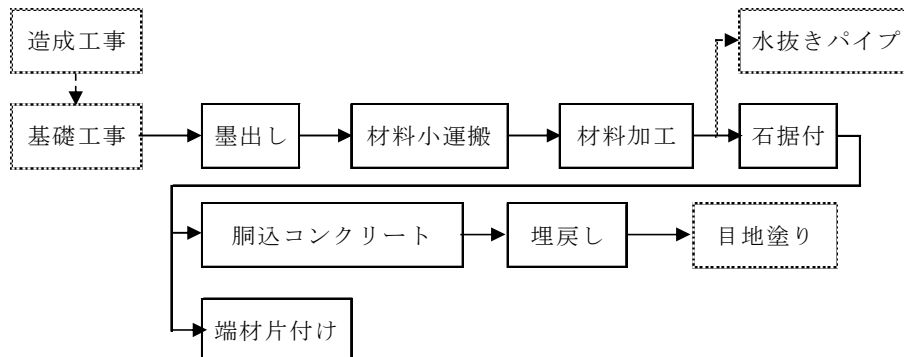 造成工事
水抜きパイプ
基礎工事
墨出し
材料小運搬
材料加工
石据付
胴込コンクリート
埋戻し
目地塗り
端材片付け